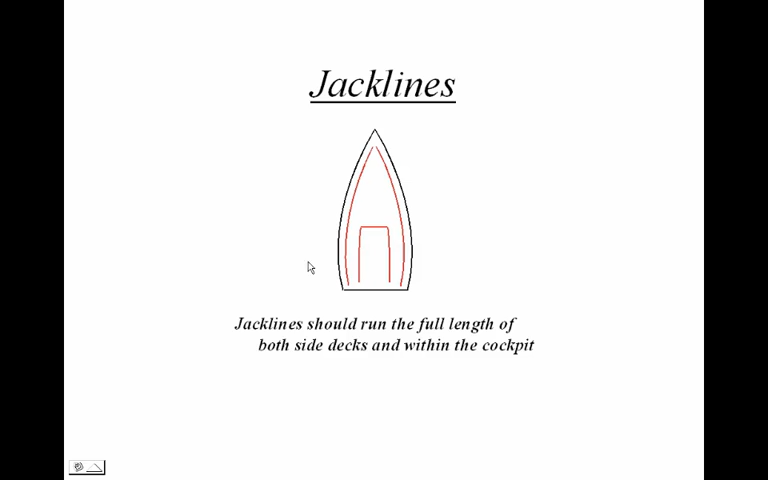 Jacklines
Jacklines should run the full length of
both side decks and within the cockpit